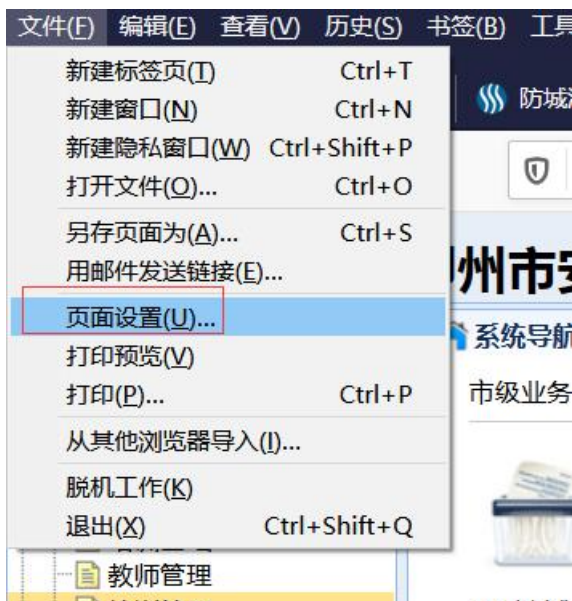 文件(F) 编辑(E) 查看(V) 历史(S) 书签(B) 工具
新建标签页(T) Ctrl+T
新建窗口(N) Ctrl+N
防城
新建隐私窗口(W) Ctrl+Shift+P
打开文件(O)... Ctrl+O
另存页面为(A)... Ctrl+S
用邮件发送链接(E)...
州市安
页面设置(U)...
系统导航
打印预览(V)
打印(P)... Ctrl+P
市级业务
从其他浏览器导入(I)...
脱机工作(K)
退出(X) Ctrl+Shift+Q
教师管理